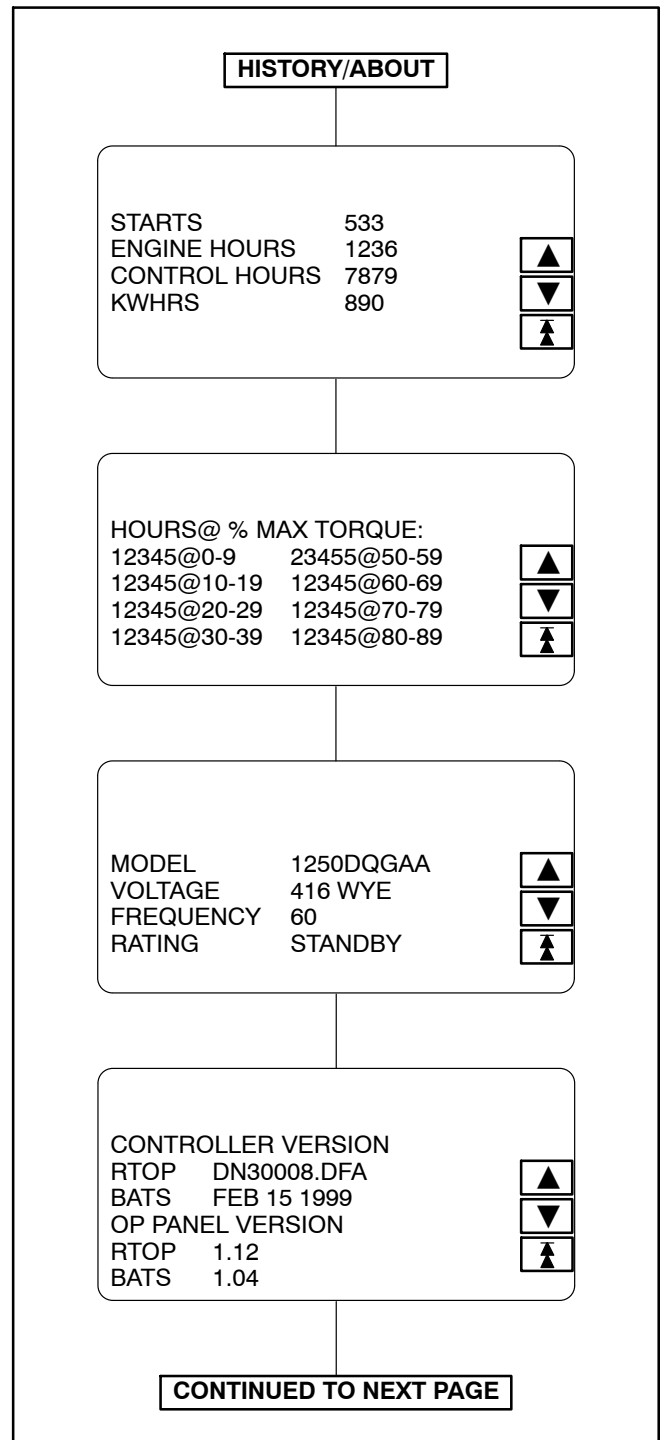 HISTORY/ABOUT
STARTS 533
ENGINE HOURS 1236
CONTROL HOURS 7879
KWHRS 890
HOURS@ % MAX TORQUE:
12345@0-9 23455@50-59
12345@10-19 12345@60-69
12345@20-29 12345@70-79
12345@30-39 12345@80-89
MODEL 1250DQGAA
VOLTAGE 416 WYE
FREQUENCY 60
RATING STANDBY
CONTROLLER VERSION
RTOP DN30008.DFA
BATS FEB 15 1999
OP PANEL VERSION
RTOP 1.12
BATS 1.04
CONTINUED TO NEXT PAGE